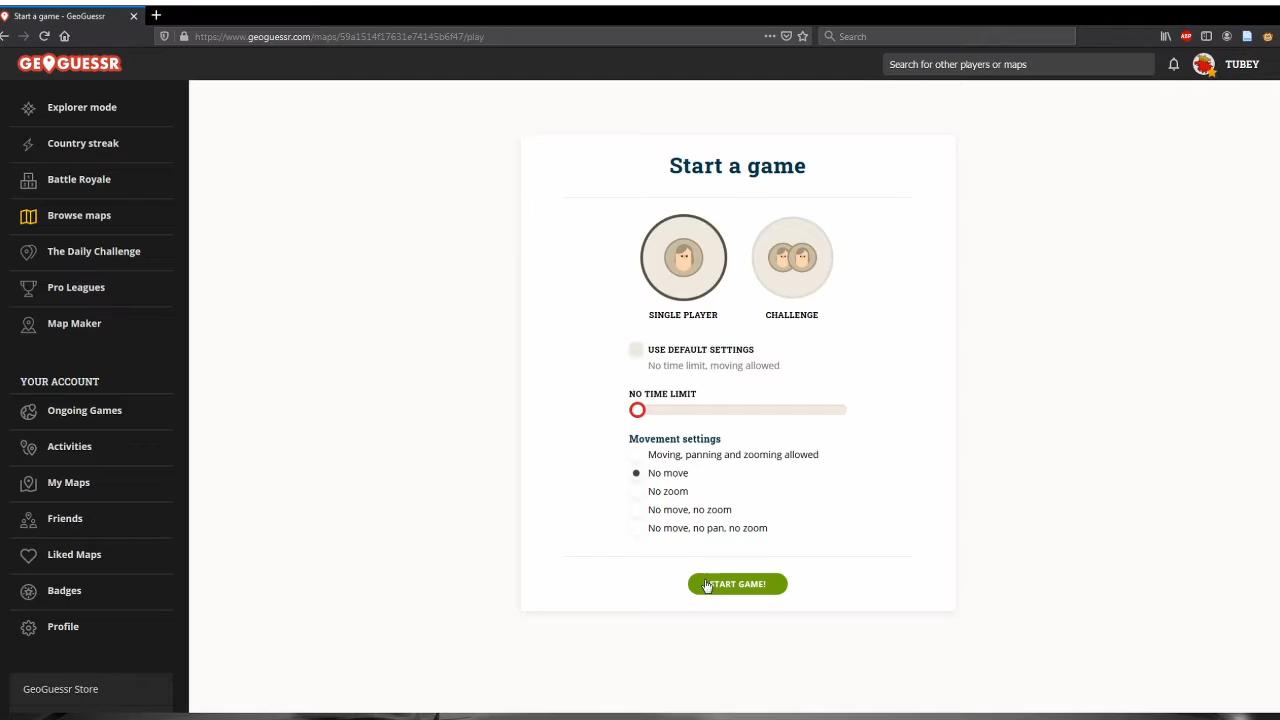 Start a game - GeoGuessr
https://www.geoguessr.com/maps/59a1514f17631e74145b6f47/play
Search
ABP
GEOGUESSR
Search for other players or maps
TUBEY
Explorer mode
Country streak
Battle Royale
Browse maps
The Daily Challenge
Pro Leagues
Map Maker
YOUR ACCOUNT
Ongoing Games
Activities
My Maps
Friends
Liked Maps
Badges
Profile
GeoGuessr Store
Start a game
SINGLE PLAYER
CHALLENGE
USE DEFAULT SETTINGS
No time limit, moving allowed
NO TIME LIMIT
Movement settings
Moving, panning and zooming allowed
No move
No zoom
No move, no zoom
No move, no pan, no zoom
START GAME!